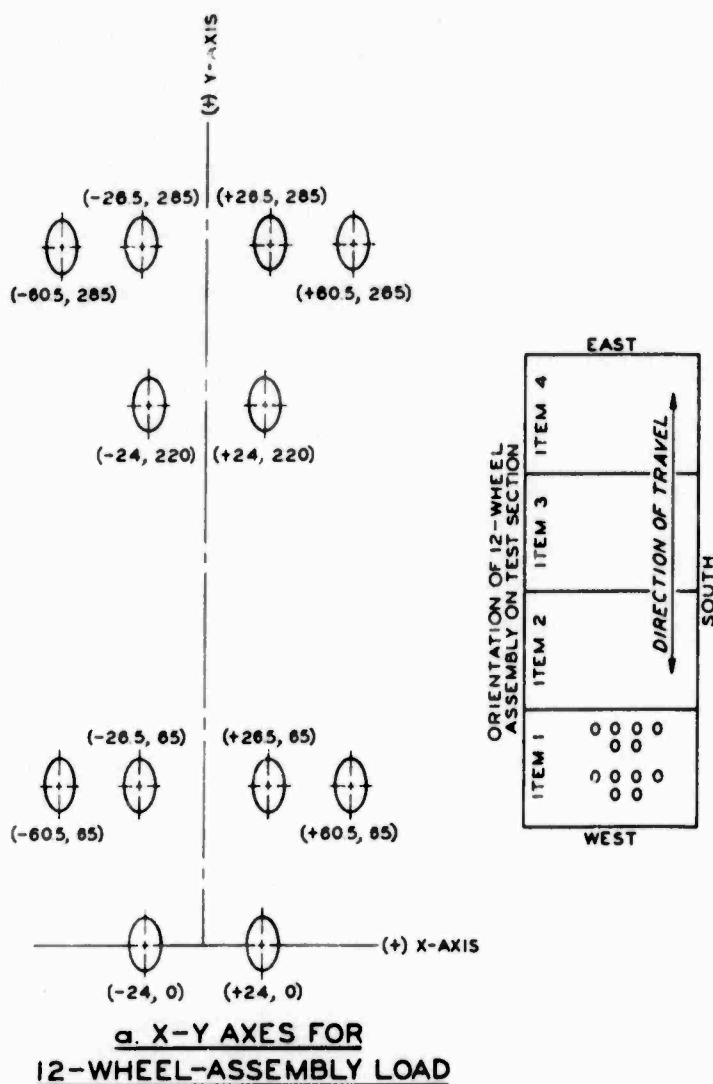 (+) Y-AXIS
(-26.5, 285) (+26.5, 285)
(-60.5, 285) (+60.5, 285)
(-24, 220) (+24, 220)
(-26.5, 65) (+26.5, 65)
(-60.5, 65) (+60.5, 65)
(+) X-AXIS
(-24, 0) (+24, 0)
a. X-Y AXES FOR
12-WHEEL-ASSEMBLY LOAD
ORIENTATION OF 12-WHEEL
ASSEMBLY ON TEST SECTION
EAST
ITEM 4
ITEM 3
ITEM 2
ITEM 1
DIRECTION OF TRAVEL
SOUTH
WEST